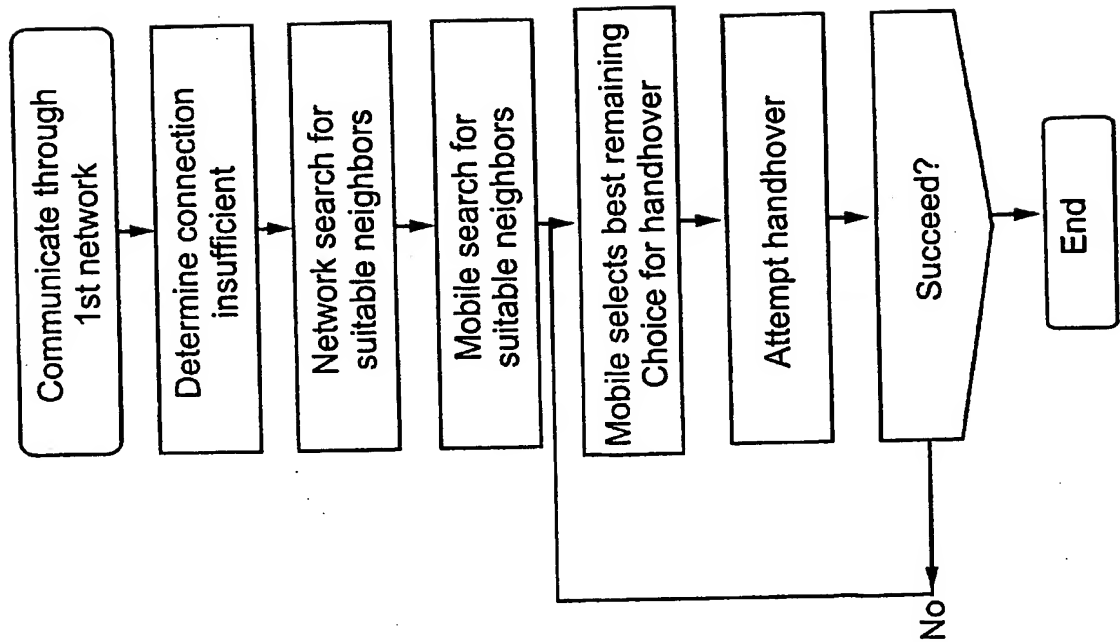 Communicate through
1st network
Determine connection
insufficient
Network search for
suitable neighbors
Mobile search for
suitable neighbors
Mobile selects best remaining
Choice for handhover
Attempt handhover
Succeed?
No
End